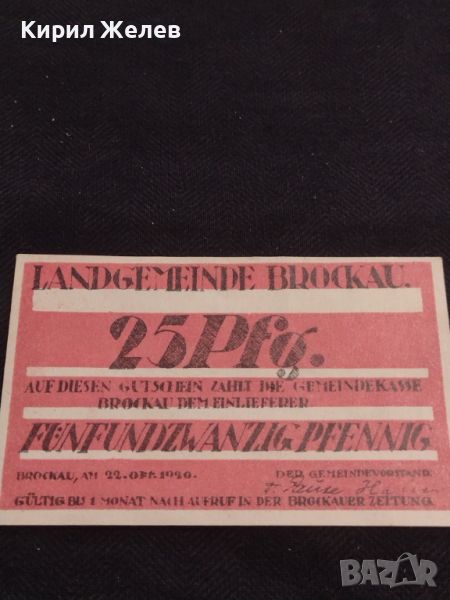 Кирил Желев
LANDGEMEINDE BROCKAU.
25 Pfg.
AUF DIESEN GUTSCHEIN ZAHLT DIE GEMEINDEKASSE
BROCKAU DEM EINLIEFERER
FÜNFUNDZWANZIG PFENNIG
BROCKAU, AM 22. OKT. 1920. DER GEMEINDEVORSTAND.
GÜLTIG BIS 1 MONAT NACH AUFRUF IN DER BROCKAUER ZEITUNG.
BAZAR